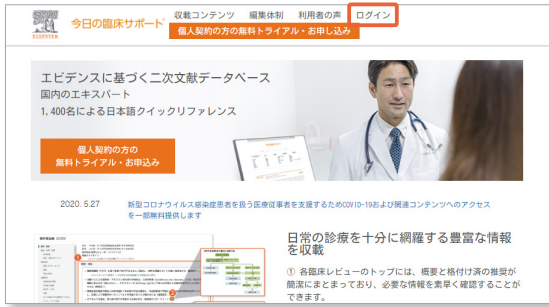 ELSEVIER
今日の臨床サポート
収載コンテンツ 編集体制 利用者の声 ログイン
個人契約の方の無料トライアル・お申し込み
エビデンスに基づく二次文献データベース
国内のエキスパート
1,400名による日本語クイックリファレンス
個人契約の方の
無料トライアル・お申込み
2020. 5.27 新型コロナウイルス感染症患者を扱う医療従事者を支援するためCOVID-19および関連コンテンツへのアクセス
を一部無料提供します
日常の診療を十分に網羅する豊富な情報
を収載
① 各臨床レビューのトップには、概要と格付け済の推奨が
簡潔にまとまっており、必要な情報を素早く確認することが
できます。